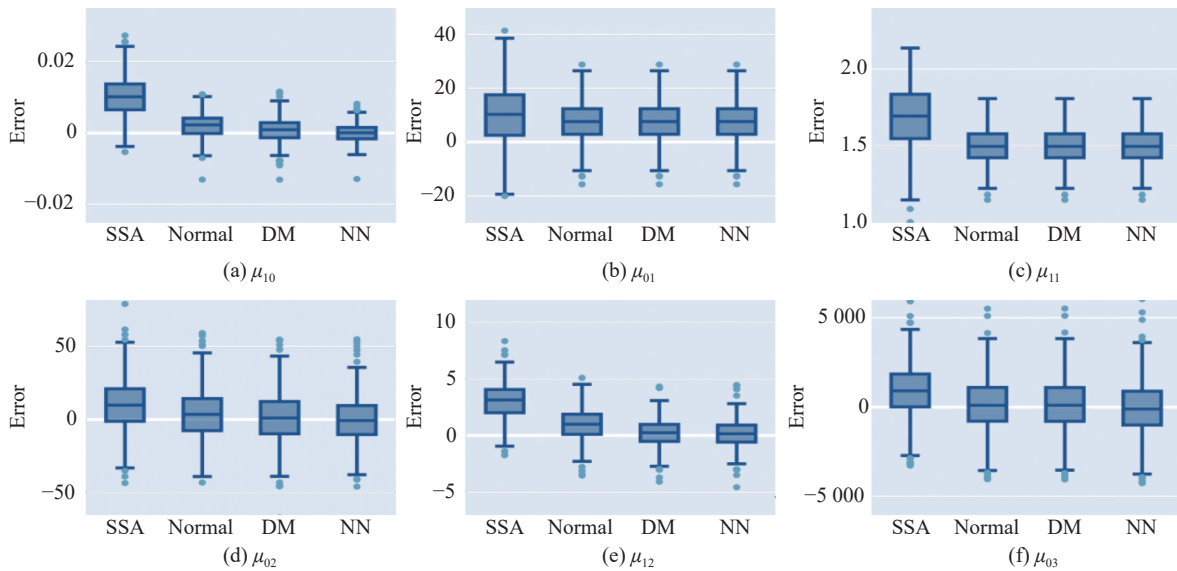 Error
0.02
0
−0.02
SSA Normal DM NN
(a) μ10
Error
40
20
0
−20
SSA Normal DM NN
(b) μ01
Error
2.0
1.5
1.0
SSA Normal DM NN
(c) μ11
Error
50
0
−50
SSA Normal DM NN
(d) μ02
Error
10
5
0
−5
SSA Normal DM NN
(e) μ12
Error
5 000
0
−5 000
SSA Normal DM NN
(f) μ03